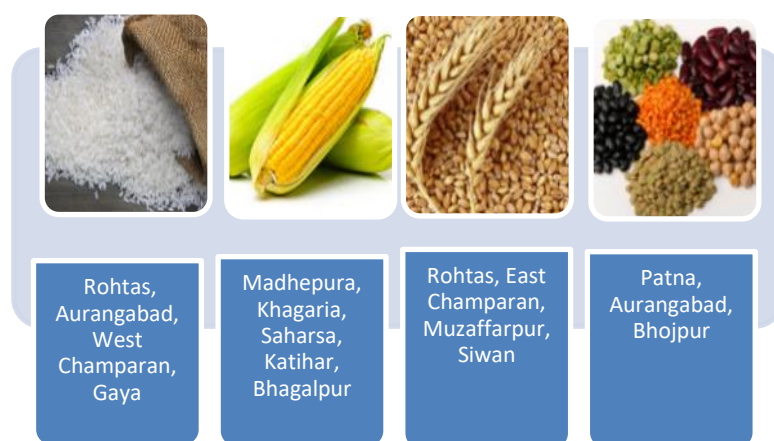 Rohtas,
Aurangabad,
West
Champaran,
Gaya
Madhepura,
Khagaria,
Saharsa,
Katihar,
Bhagalpur
Rohtas, East
Champaran,
Muzaffarpur,
Siwan
Patna,
Aurangabad,
Bhojpur